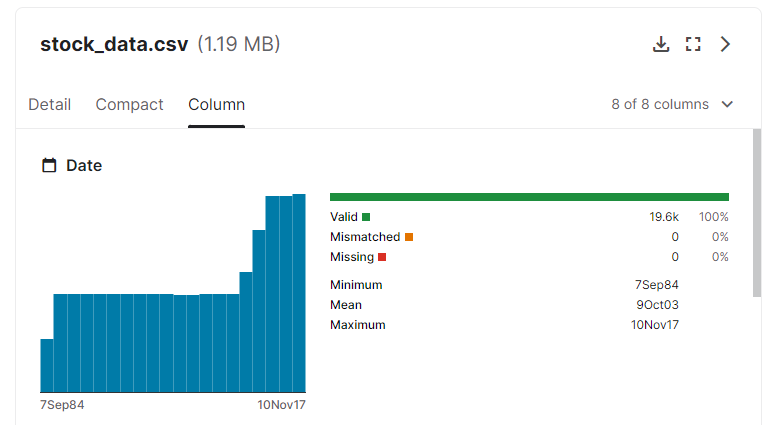 stock_data.csv (1.19 MB)
Detail Compact Column 8 of 8 columns
Date
Valid 19.6k 100%
Mismatched 0 0%
Missing 0 0%
Minimum 7Sep84
Mean 9Oct03
Maximum 10Nov17
7Sep84 10Nov17